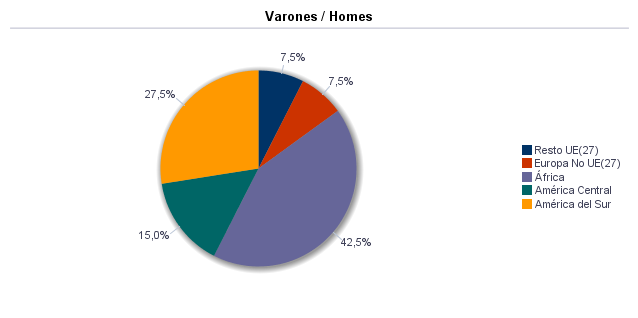 Varones / Homes
7,5%
7,5%
27,5%
15,0%
42,5%
Resto UE(27)
Europa No UE(27)
África
América Central
América del Sur